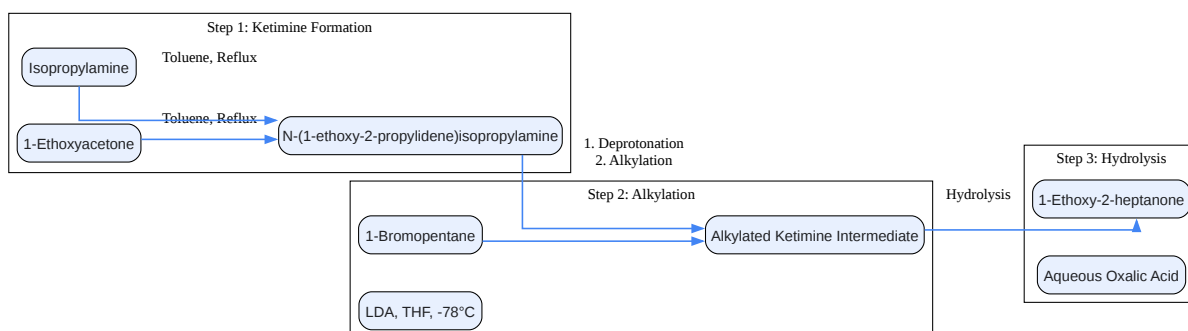 Step 1: Ketimine Formation
Isopropylamine
Toluene, Reflux
Toluene, Reflux
1-Ethoxyacetone
N-(1-ethoxy-2-propylidene)isopropylamine
1. Deprotonation
2. Alkylation
Step 2: Alkylation
1-Bromopentane
Alkylated Ketimine Intermediate
LDA, THF, -78°C
Hydrolysis
Step 3: Hydrolysis
1-Ethoxy-2-heptanone
Aqueous Oxalic Acid